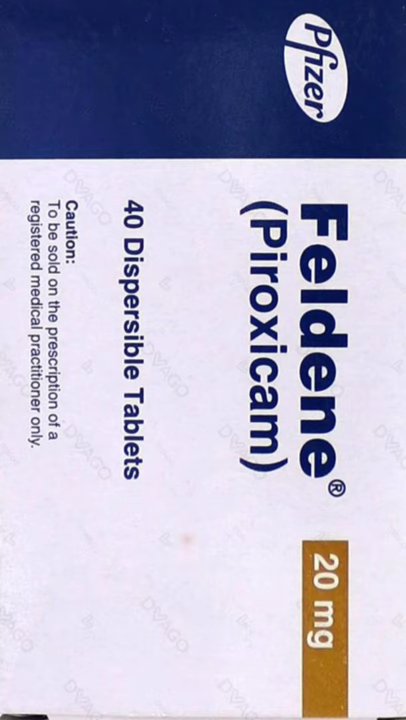 Pfizer
Feldene®
(Piroxicam)
20 mg
40 Dispersible Tablets
Caution:
To be sold on the prescription of a
registered medical practitioner only.
DVAGO